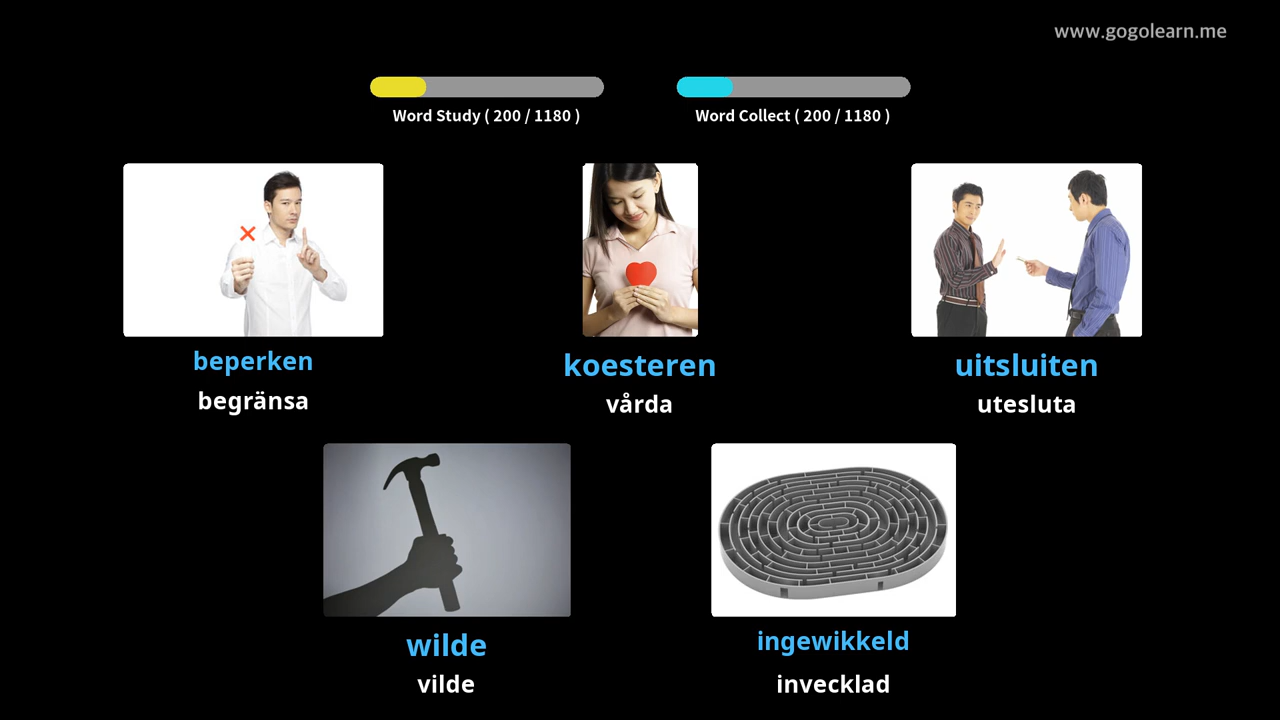 www.gogolearn.me
Word Study ( 200 / 1180 )
Word Collect ( 200 / 1180 )
beperken
begränsa
koesteren
vårda
uitsluiten
utesluta
wilde
vilde
ingewikkeld
invecklad